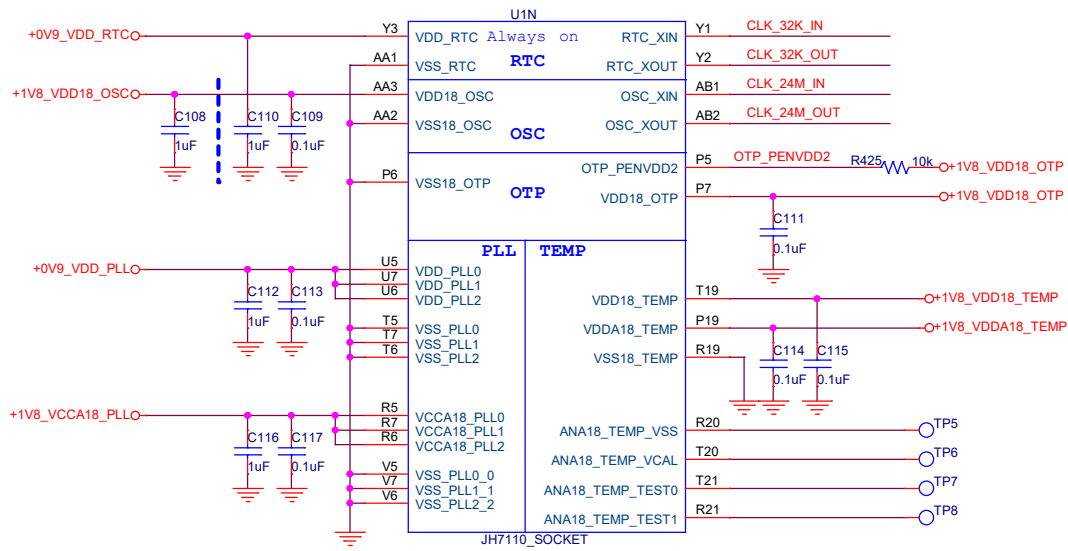 U1N
+0V9_VDD_RTC
Y3
VDD_RTC
Always on
RTC_XIN
Y1
CLK_32K_IN
AA1
VSS_RTC
RTC
RTC_XOUT
Y2
CLK_32K_OUT
+1V8_VDD18_OSC
AA3
VDD18_OSC
OSC_XIN
AB1
CLK_24M_IN
C108
1uF
C110
1uF
C109
0.1uF
AA2
VSS18_OSC
OSC
OSC_XOUT
AB2
CLK_24M_OUT
OTP_PENVDD2
P5
OTP_PENVDD2
R425
10k
+1V8_VDD18_OTP
P6
VSS18_OTP
OTP
VDD18_OTP
P7
+1V8_VDD18_OTP
C111
0.1uF
PLL
TEMP
+0V9_VDD_PLL
U5
VDD_PLL0
U7
VDD_PLL1
U6
VDD_PLL2
C112
1uF
C113
0.1uF
VDD18_TEMP
T19
+1V8_VDD18_TEMP
T5
VSS_PLL0
T7
VSS_PLL1
T6
VSS_PLL2
VDDA18_TEMP
P19
+1V8_VDDA18_TEMP
VSS18_TEMP
R19
C114
0.1uF
C115
0.1uF
+1V8_VCCA18_PLL
R5
VCCA18_PLL0
R7
VCCA18_PLL1
R6
VCCA18_PLL2
C116
1uF
C117
0.1uF
ANA18_TEMP_VSS
R20
TP5
ANA18_TEMP_VCAL
T20
TP6
V5
VSS_PLL0_0
V7
VSS_PLL1_1
V6
VSS_PLL2_2
ANA18_TEMP_TEST0
T21
TP7
ANA18_TEMP_TEST1
R21
TP8
JH7110_SOCKET